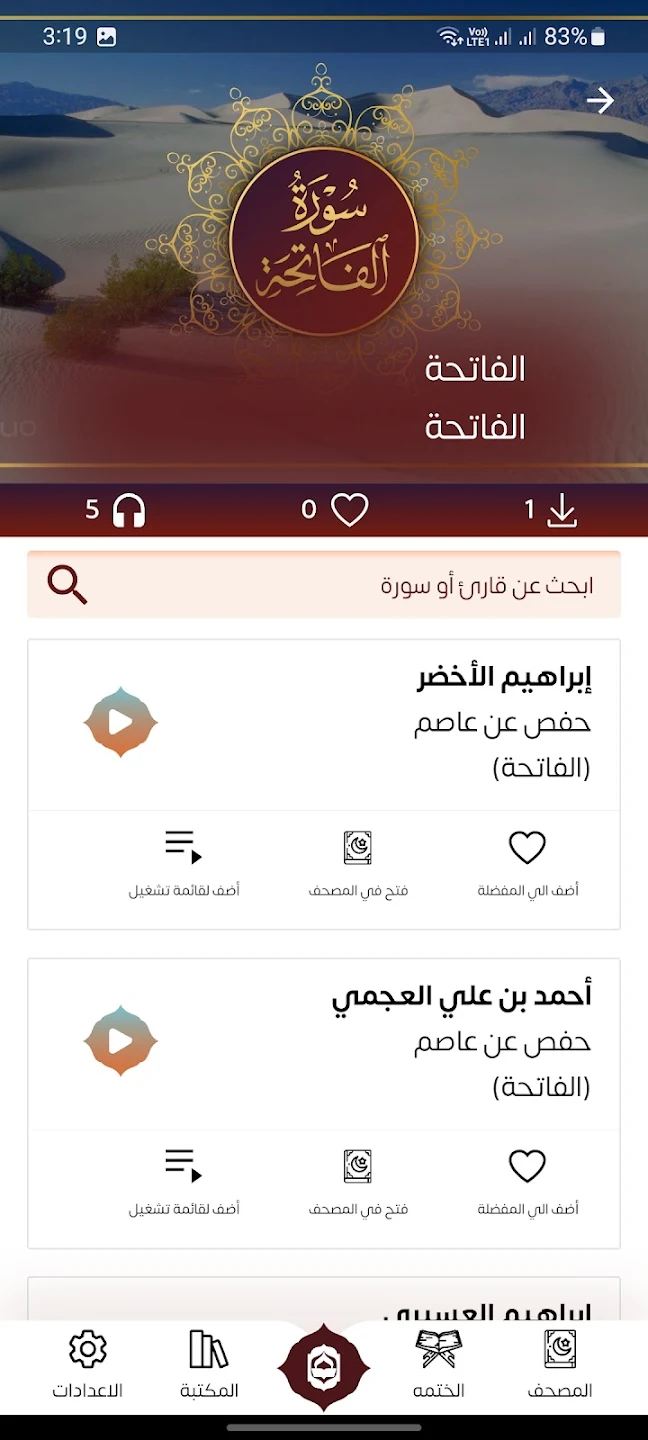 3:19
Vo)) LTE1 83%
سُورَة
الفَاتِحَة
الفاتحة
الفاتحة
1 0 5
ابحث عن قارئ أو سورة
إبراهيم الأخضر
حفص عن عاصم
(الفاتحة)
أضف الي المفضلة فتح في المصحف أضف لقائمة تشغيل
أحمد بن علي العجمي
حفص عن عاصم
(الفاتحة)
أضف الي المفضلة فتح في المصحف أضف لقائمة تشغيل
إبراهيم العسيري
المصحف الختمه المكتبة الاعدادات